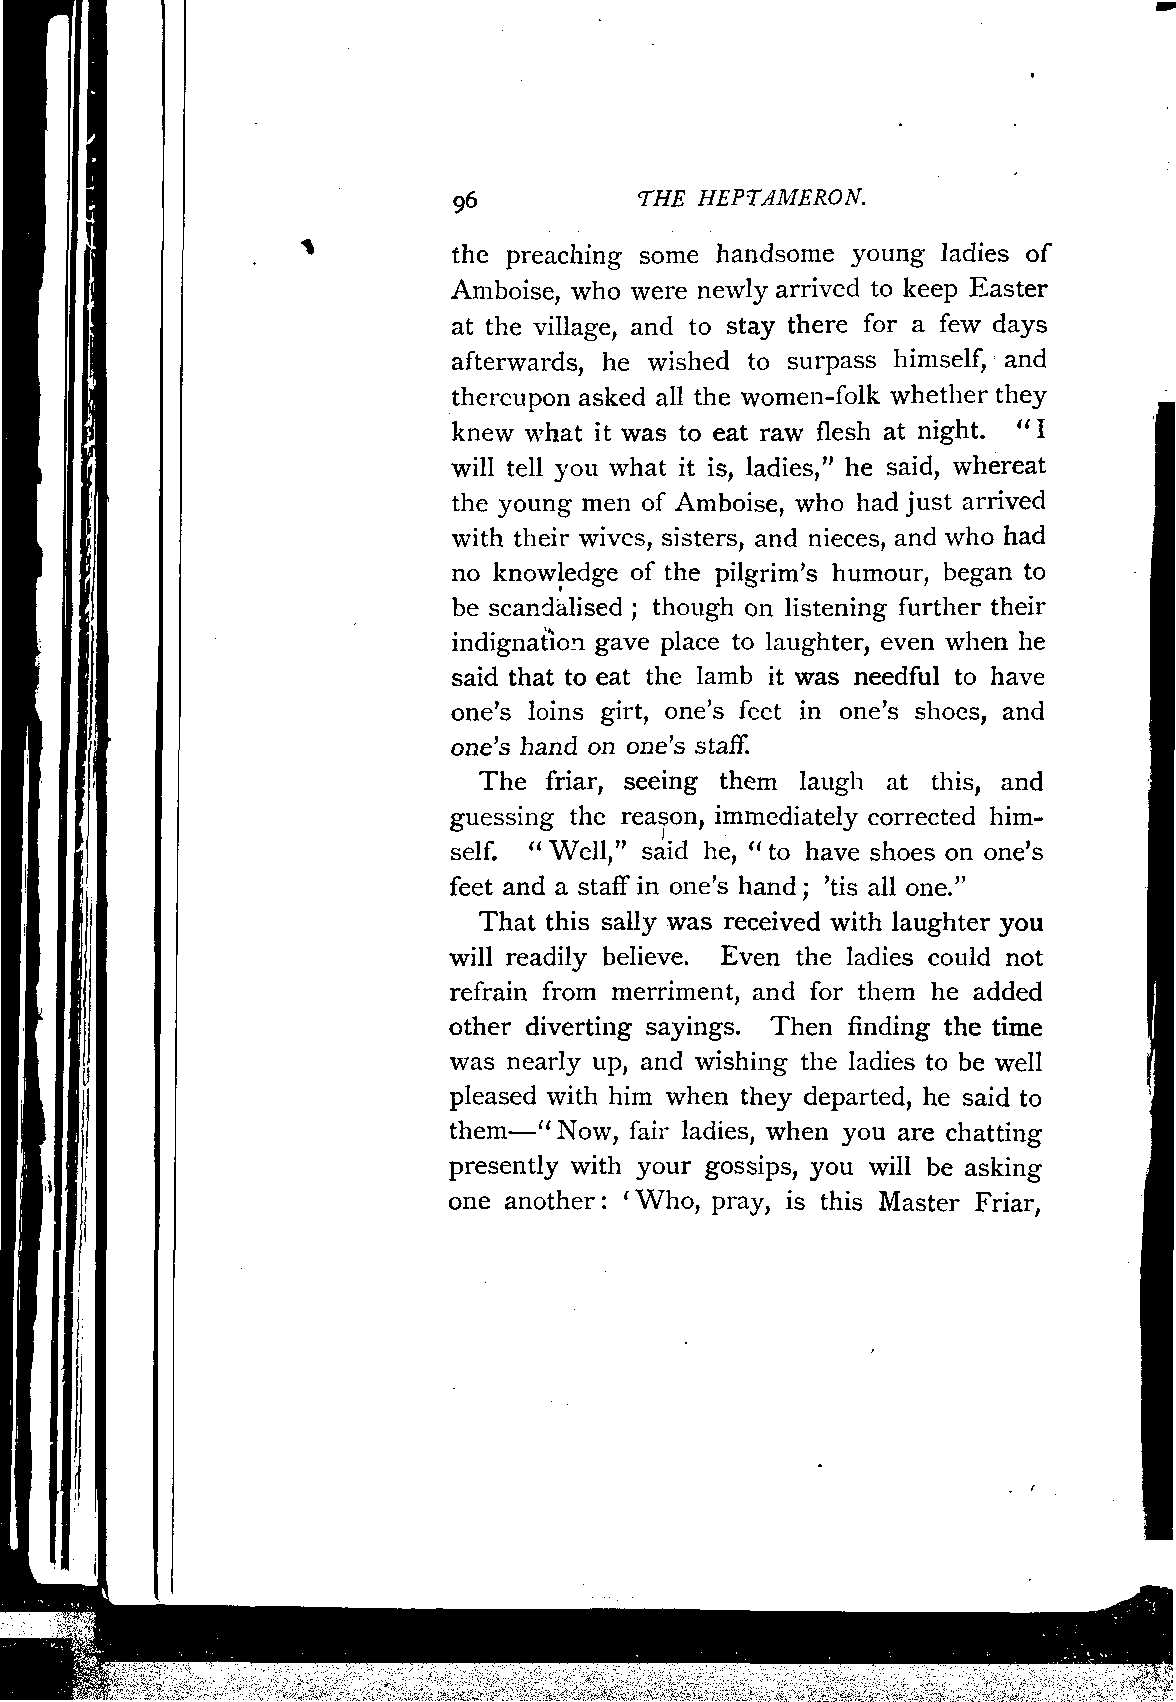 96 THE HEPTAMERON.
the preaching some handsome young ladies of
Amboise, who were newly arrived to keep Easter
at the village, and to stay there for a few days
afterwards, he wished to surpass himself, and
thereupon asked all the women-folk whether they
knew what it was to eat raw flesh at night. “I
will tell you what it is, ladies,” he said, whereat
the young men of Amboise, who had just arrived
with their wives, sisters, and nieces, and who had
no knowledge of the pilgrim’s humour, began to
be scandalised ; though on listening further their
indignation gave place to laughter, even when he
said that to eat the lamb it was needful to have
one’s loins girt, one’s feet in one’s shoes, and
one’s hand on one’s staff.
The friar, seeing them laugh at this, and
guessing the reason, immediately corrected him-
self. “Well,” said he, “to have shoes on one’s
feet and a staff in one’s hand ; ’tis all one.”
That this sally was received with laughter you
will readily believe. Even the ladies could not
refrain from merriment, and for them he added
other diverting sayings. Then finding the time
was nearly up, and wishing the ladies to be well
pleased with him when they departed, he said to
them—“Now, fair ladies, when you are chatting
presently with your gossips, you will be asking
one another: ‘Who, pray, is this Master Friar,